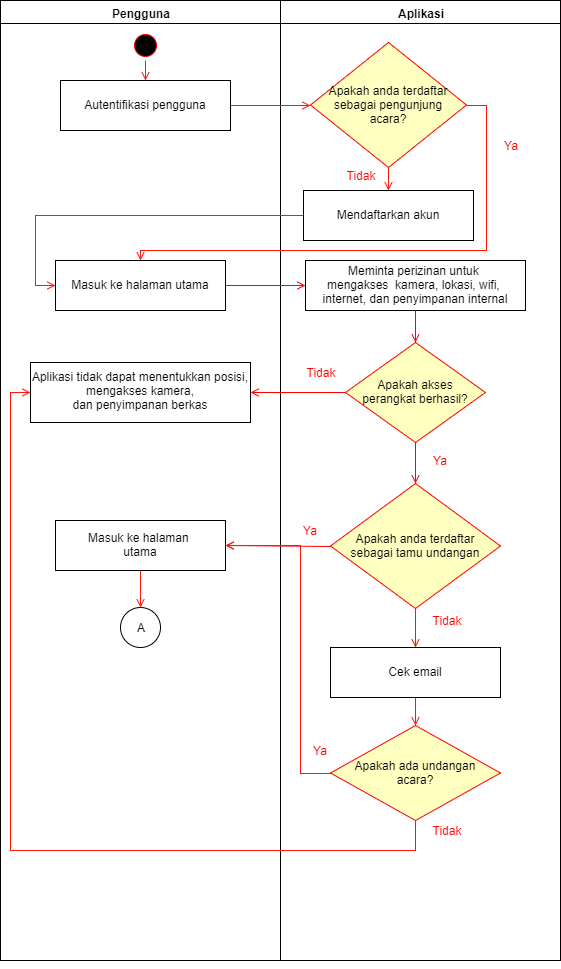 Pengguna
Aplikasi
Autentifikasi pengguna
Apakah anda terdaftar
sebagai pengunjung
acara?
Ya
Tidak
Mendaftarkan akun
Masuk ke halaman utama
Meminta perizinan untuk
mengakses kamera, lokasi, wifi,
internet, dan penyimpanan internal
Tidak
Aplikasi tidak dapat menentukkan posisi,
mengakses kamera,
dan penyimpanan berkas
Apakah akses
perangkat berhasil?
Ya
Masuk ke halaman
utama
Ya
Apakah anda terdaftar
sebagai tamu undangan
A
Tidak
Cek email
Ya
Apakah ada undangan
acara?
Tidak